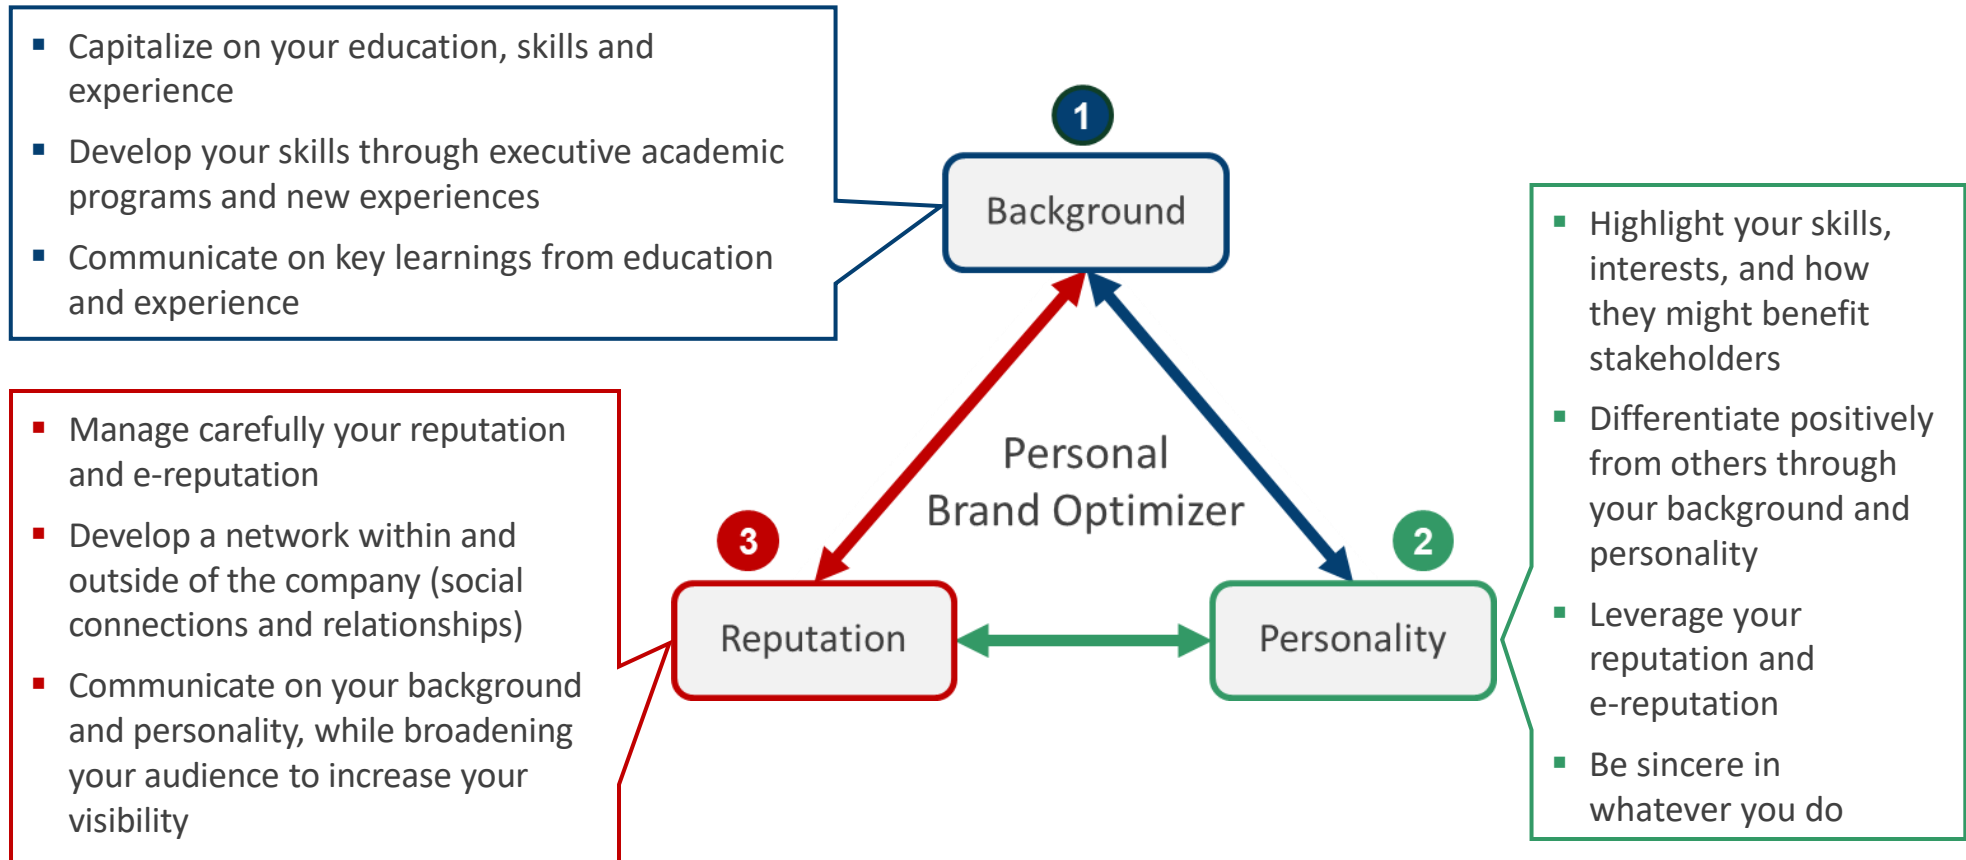 ▪ Capitalize on your education, skills and
experience
▪ Develop your skills through executive academic
programs and new experiences
▪ Communicate on key learnings from education
and experience
1
Background
▪ Highlight your skills,
interests, and how
they might benefit
stakeholders
▪ Differentiate positively
from others through
your background and
personality
▪ Leverage your
reputation and
e-reputation
▪ Be sincere in
whatever you do
Personal
Brand Optimizer
2
Personality
3
Reputation
▪ Manage carefully your reputation
and e-reputation
▪ Develop a network within and
outside of the company (social
connections and relationships)
▪ Communicate on your background
and personality, while broadening
your audience to increase your
visibility